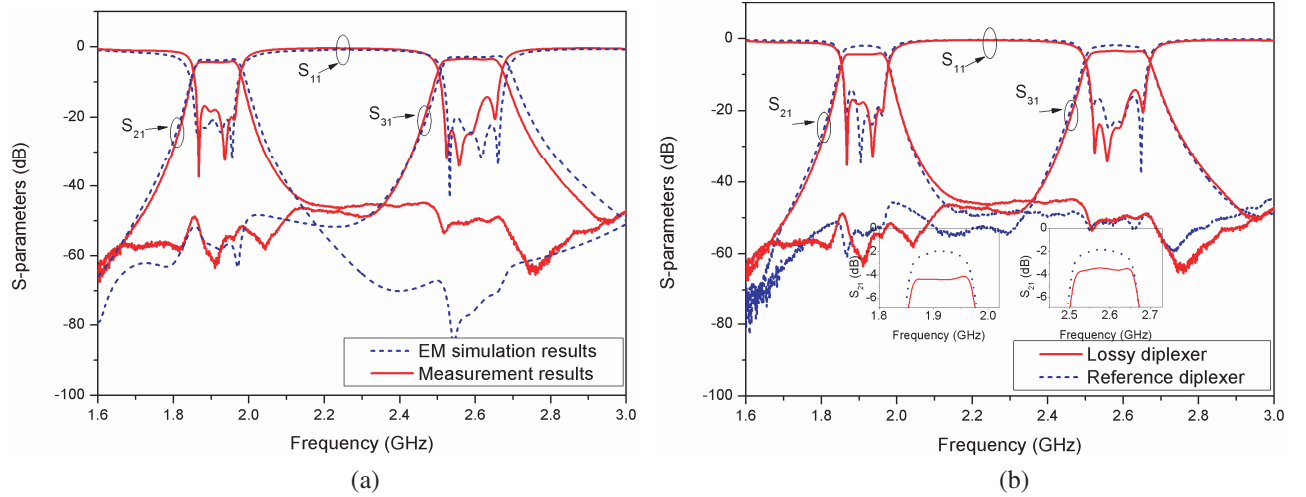 0
-20
-40
-60
-80
-100
S-parameters (dB)
S11
S21
S31
EM simulation results
Measurement results
1.6 1.8 2.0 2.2 2.4 2.6 2.8 3.0
Frequency (GHz)
(a)
0
-20
-40
-60
-80
-100
S-parameters (dB)
S11
S21
S31
0
-2
-4
-6
S21 (dB)
1.8 1.9 2.0
Frequency (GHz)
0
-2
-4
-6
S21 (dB)
2.5 2.6 2.7
Frequency (GHz)
Lossy diplexer
Reference diplexer
1.6 1.8 2.0 2.2 2.4 2.6 2.8 3.0
Frequency (GHz)
(b)